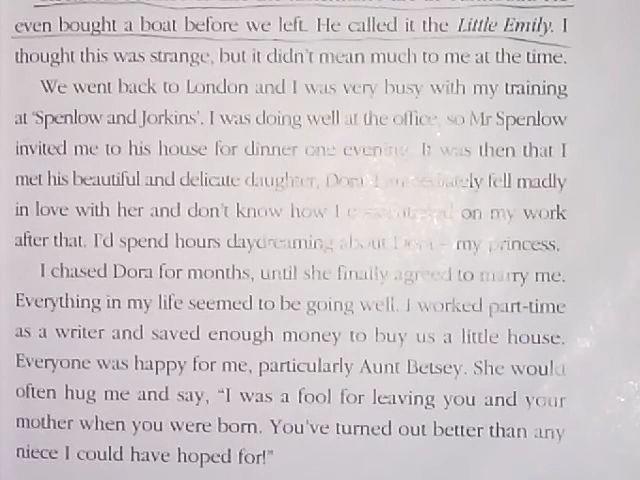 even bought a boat before we left. He called it the Little Emily. I
thought this was strange, but it didn't mean much to me at the time.
We went back to London and I was very busy with my training
at 'Spenlow and Jorkins'. I was doing well at the office, so Mr Spenlow
invited me to his house for dinner one evening. It was then that I
met his beautiful and delicate daughter, Dora. I immediately fell madly
in love with her and don't know how I on my work
after that. I'd spend hours daydreaming about Dora – my princess.
I chased Dora for months, until she finally agreed to marry me.
Everything in my life seemed to be going well. I worked part-time
as a writer and saved enough money to buy us a little house.
Everyone was happy for me, particularly Aunt Betsey. She would
often hug me and say, "I was a fool for leaving you and your
mother when you were born. You've turned out better than any
niece I could have hoped for!"